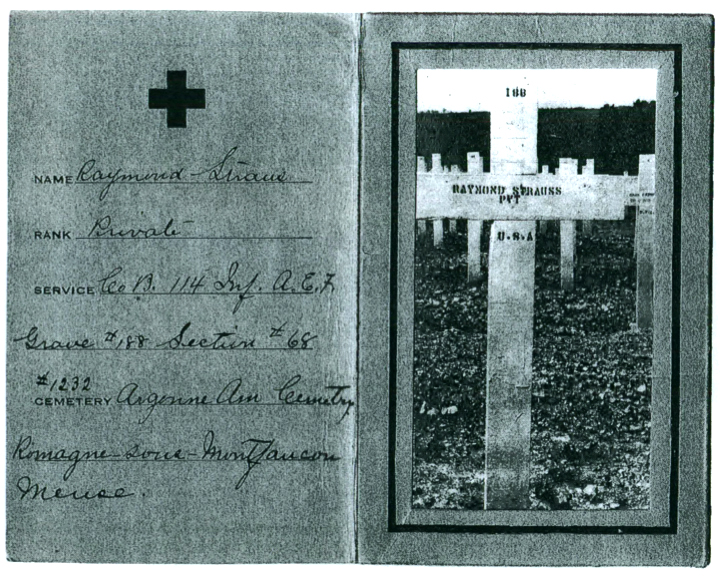 NAME Raymond Straus
RANK Private
SERVICE Co B. 114 Inf. A.E.F.
Grave #188 Section #68
#1232
CEMETERY Argonne Am Cemetry
Romagne-sous-Montfaucon
Meuse.
188
RAYMOND STRAUSS
PVT
U.S.A